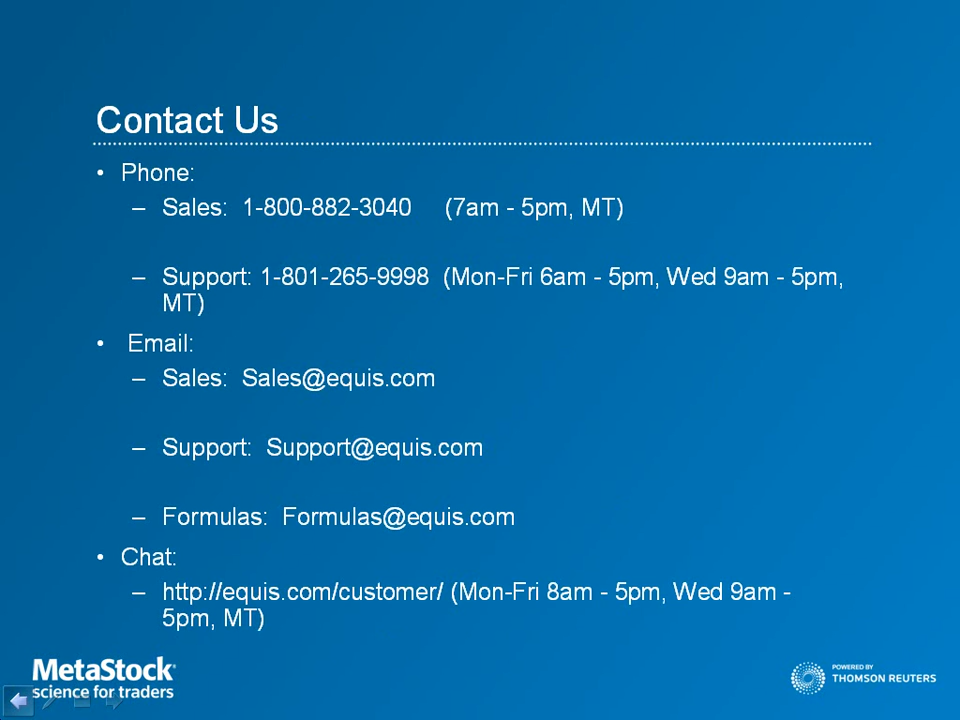 Contact Us
• Phone:
– Sales: 1-800-882-3040 (7am - 5pm, MT)
– Support: 1-801-265-9998 (Mon-Fri 6am - 5pm, Wed 9am - 5pm,
MT)
• Email:
– Sales: Sales@equis.com
– Support: Support@equis.com
– Formulas: Formulas@equis.com
• Chat:
– http://equis.com/customer/ (Mon-Fri 8am - 5pm, Wed 9am -
5pm, MT)
MetaStock®
science for traders
POWERED BY
THOMSON REUTERS